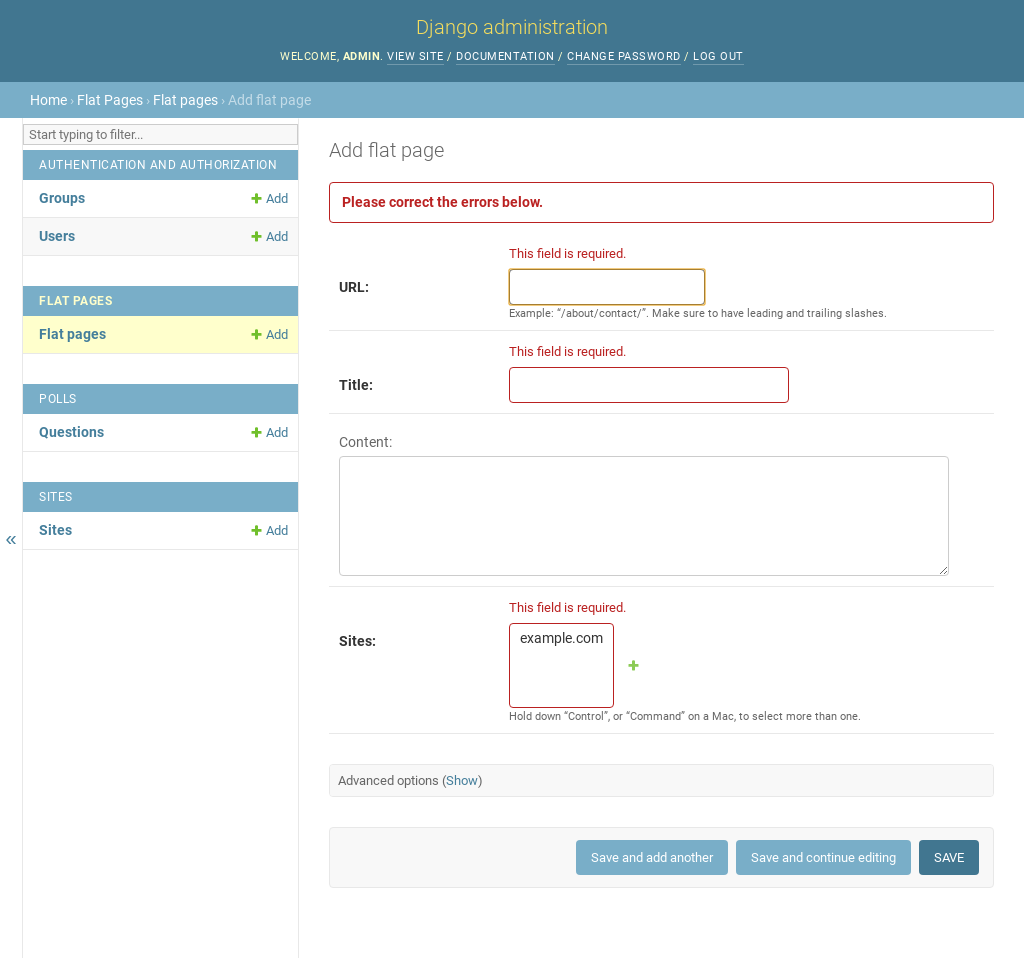 Django administration
WELCOME, ADMIN. VIEW SITE / DOCUMENTATION / CHANGE PASSWORD / LOG OUT
Home › Flat Pages › Flat pages › Add flat page
Start typing to filter...
AUTHENTICATION AND AUTHORIZATION
Groups Add
Users Add
FLAT PAGES
Flat pages Add
POLLS
Questions Add
SITES
Sites Add
«
Add flat page
Please correct the errors below.
This field is required.
URL:
Example: “/about/contact/”. Make sure to have leading and trailing slashes.
This field is required.
Title:
Content:
This field is required.
Sites:
example.com
Hold down “Control”, or “Command” on a Mac, to select more than one.
Advanced options (Show)
Save and add another Save and continue editing SAVE